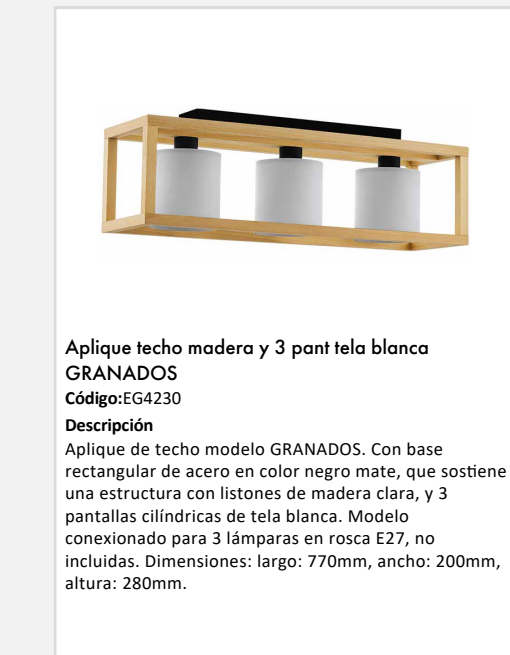 Aplique techo madera y 3 pant tela blanca
GRANADOS
Código:EG4230
Descripción
Aplique de techo modelo GRANADOS. Con base
rectangular de acero en color negro mate, que sostiene
una estructura con listones de madera clara, y 3
pantallas cilíndricas de tela blanca. Modelo
conexionado para 3 lámparas en rosca E27, no
incluidas. Dimensiones: largo: 770mm, ancho: 200mm,
altura: 280mm.